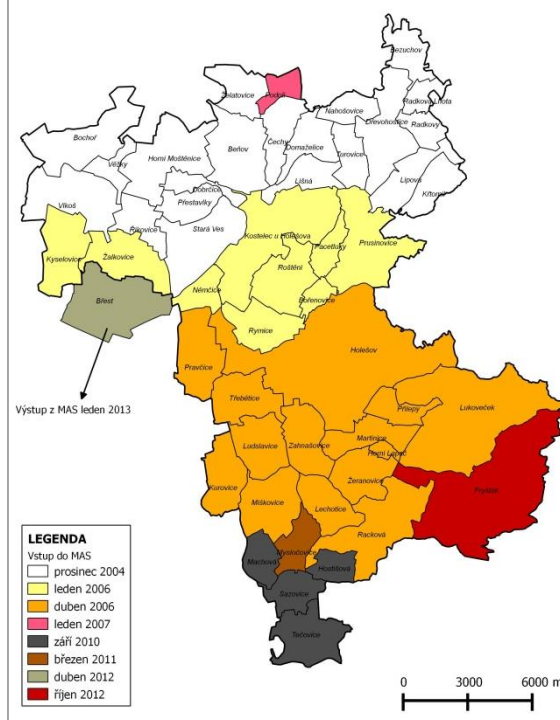 Bezuchov
Želatovice
Podolí
Radkova Lhota
Nahošovice
Dřevohostice
Radkovy
Bochoř
Věžky
Horní Moštěnice
Beňov
Čechy
Domaželice
Turovice
Lipová
Křtomil
Líšná
Dobrčice
Přestavlky
Vlkoš
Říkovice
Stará Ves
Kostelec u Holešova
Prusinovice
Pacetluky
Kyselovice
Žalkovice
Roštění
Němčice
Bořenovice
Břest
Rymice
Pravčice
Holešov
Třebětice
Přílepy
Lukoveček
Výstup z MAS leden 2013
Ludslavice
Zahnašovice
Martinice
Horní Lapač
Žeranovice
Kurovice
Míškovice
Lechotice
Fryšták
Racková
Mysločovice
Machová
Hostišová
Sazovice
Tečovice
LEGENDA
Vstup do MAS
prosinec 2004
leden 2006
duben 2006
leden 2007
září 2010
březen 2011
duben 2012
říjen 2012
0 3000 6000 m